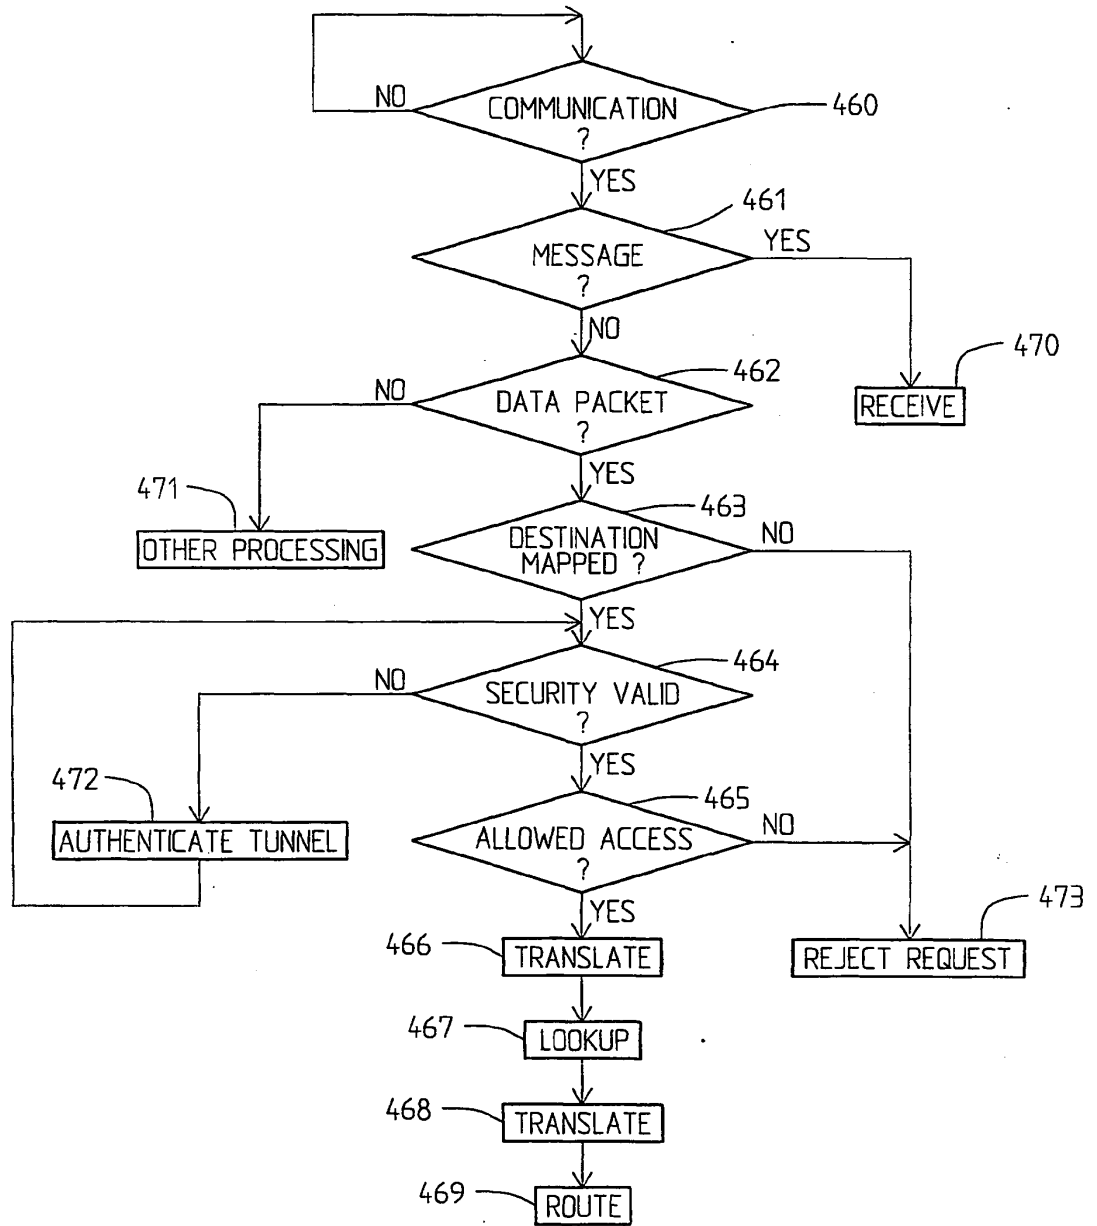 NO
COMMUNICATION
?
460
YES
461
MESSAGE
?
YES
NO
462
470
NO
DATA PACKET
?
RECEIVE
YES
471
463
OTHER PROCESSING
DESTINATION
MAPPED ?
NO
YES
464
NO
SECURITY VALID
?
YES
472
465
AUTHENTICATE TUNNEL
ALLOWED ACCESS
?
NO
YES
473
466
TRANSLATE
REJECT REQUEST
467
LOOKUP
468
TRANSLATE
469
ROUTE